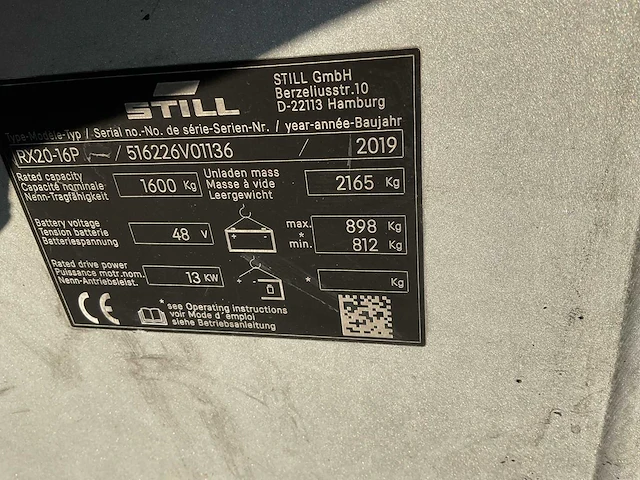 STILL
STILL GmbH
Berzeliusstr.10
D-22113 Hamburg
Type-Modèle-Typ / Serial no.-No. de série-Serien-Nr. / year-année-Baujahr
RX20-16P / 516226V01136 / 2019
Rated capacity
Capacité nominale
Nenn-Tragfähigkeit
1600 Kg
Unladen mass
Masse à vide
Leergewicht
2165 Kg
Battery voltage
Tension batterie
Batteriespannung
48 V
max. 898 Kg
*
min. 812 Kg
Rated drive power
Puissance motr.nom.
Nenn-Antriebsleist.
13 KW
* Kg
CE
* see Operating instructions
voir Mode d'emploi
siehe Betriebsanleitung